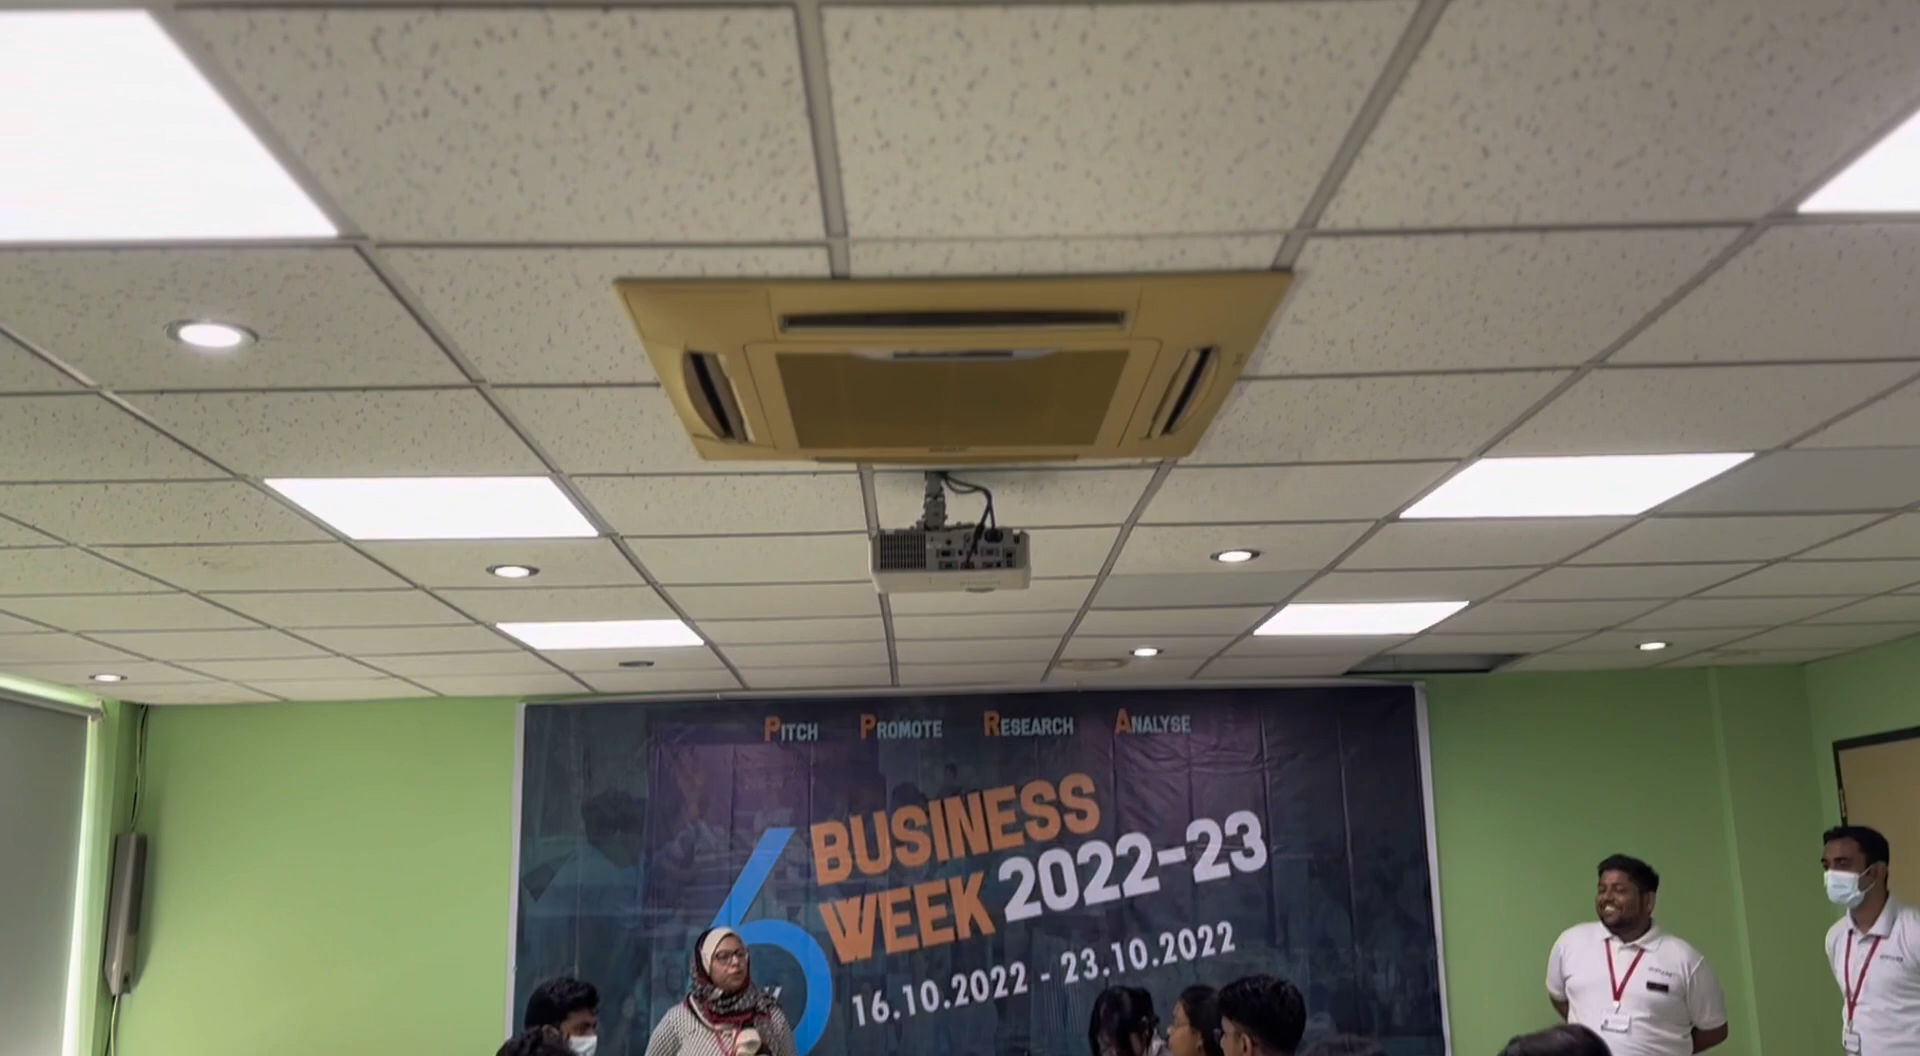 PITCH PROMOTE RESEARCH ANALYSE
6
BUSINESS
WEEK 2022-23
16.10.2022 - 23.10.2022